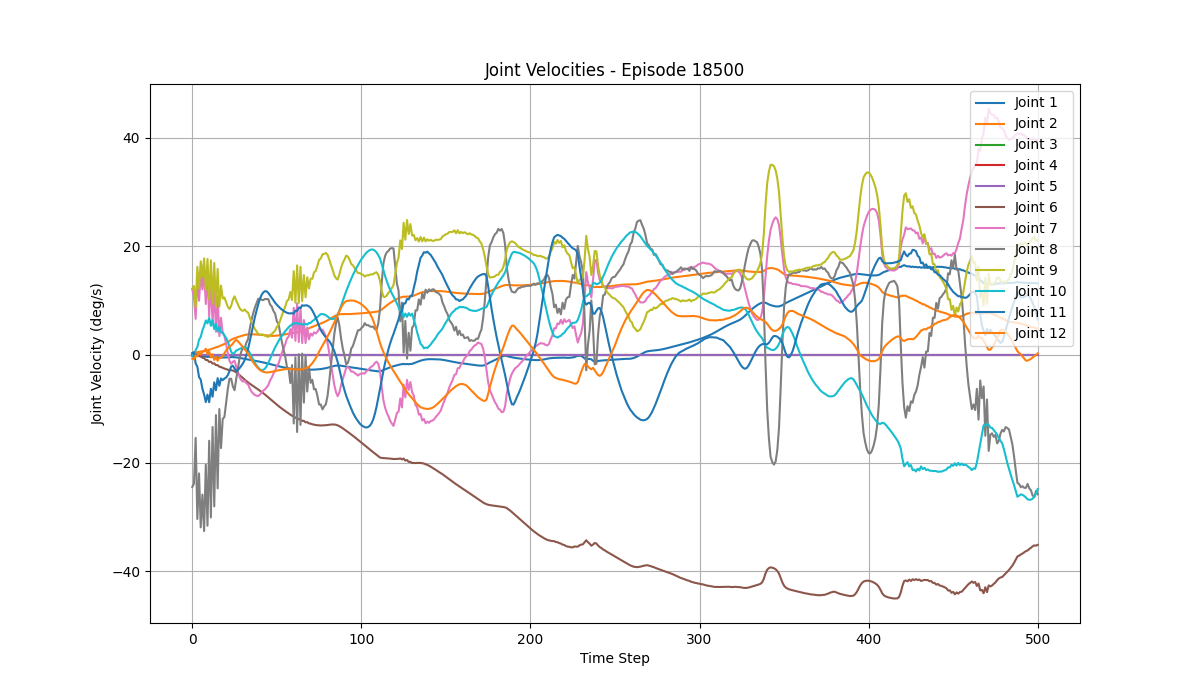 Joint Velocities - Episode 18500
Joint Velocity (deg/s)
40
20
0
−20
−40
0
100
200
300
400
500
Time Step
Joint 1
Joint 2
Joint 3
Joint 4
Joint 5
Joint 6
Joint 7
Joint 8
Joint 9
Joint 10
Joint 11
Joint 12